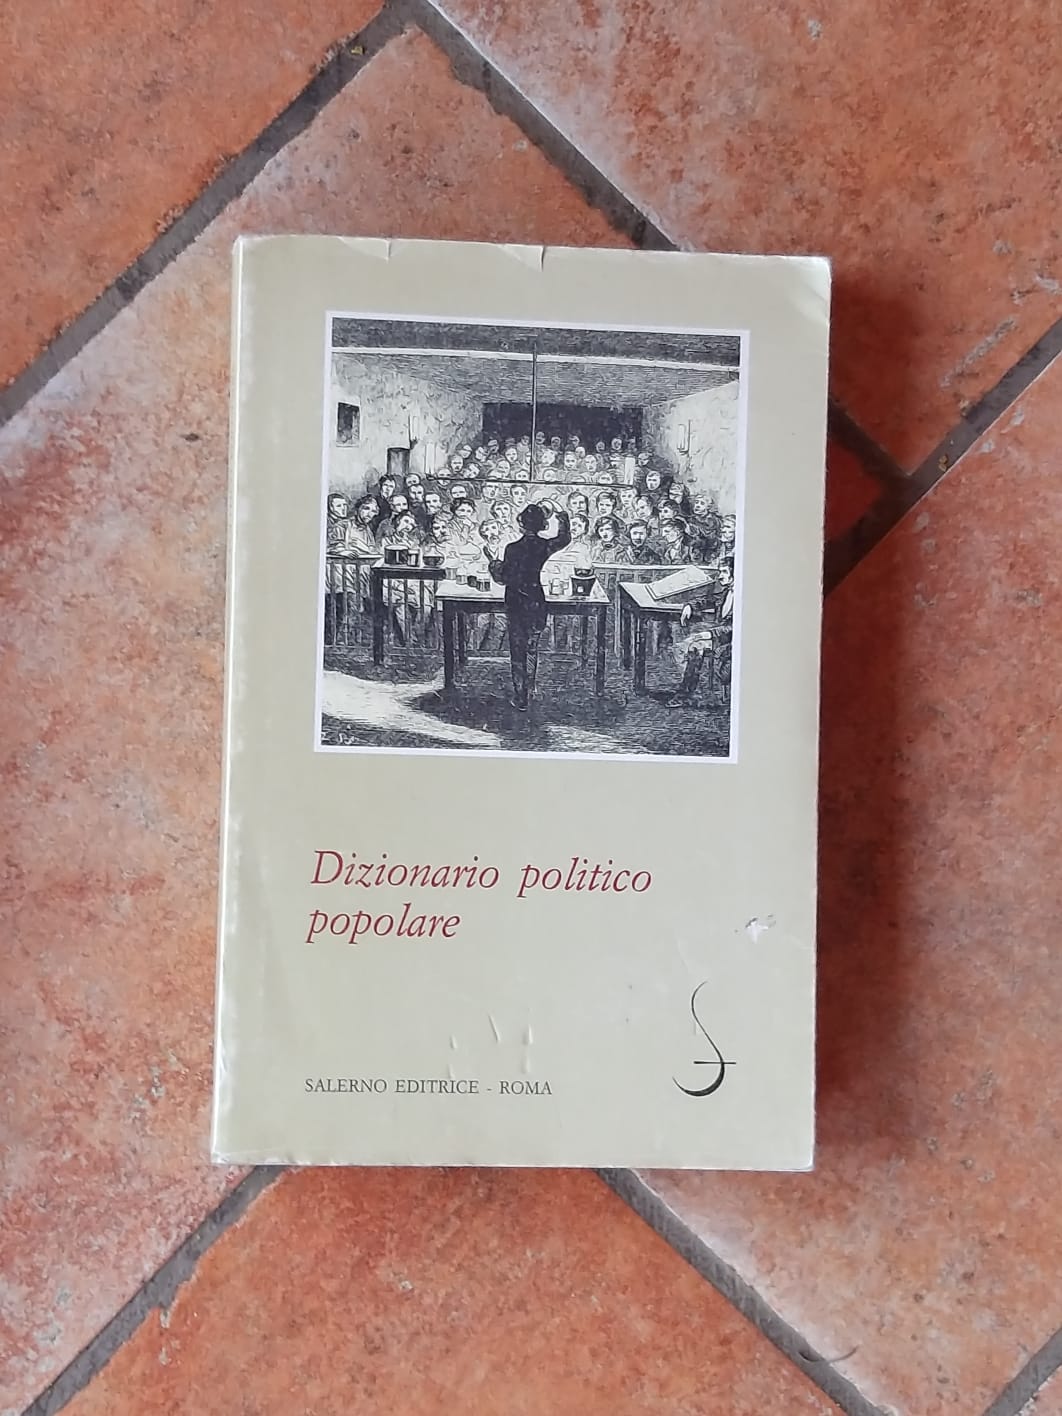 Dizionario politico
popolare
SALERNO EDITRICE - ROMA